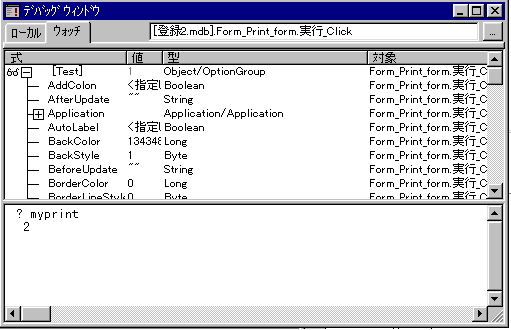 ﾃﾞﾊﾞｯｸﾞ ｳｨﾝﾄﾞｳ
ローカル ウォッチ [登録2.mdb].Form_Print_form.実行_Click ...
式 値 型 対象
[Test] 1 Object/OptionGroup Form_Print_form.実行_C
AddColon <指定 Boolean Form_Print_form.実行_C
AfterUpdate "" String Form_Print_form.実行_C
Application Application/Application Form_Print_form.実行_C
AutoLabel <指定 Boolean Form_Print_form.実行_C
BackColor 134348 Long Form_Print_form.実行_C
BackStyle 1 Byte Form_Print_form.実行_C
BeforeUpdate "" String Form_Print_form.実行_C
BorderColor 0 Long Form_Print_form.実行_C
BorderLineStyle 0 Byte Form_Print_form.実行_C
? myprint
2